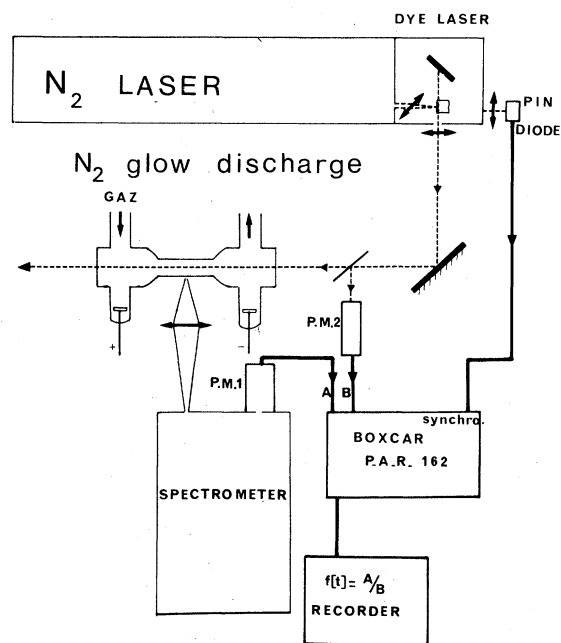 DYE LASER
N2 LASER
PIN
DIODE
N2 glow discharge
GAZ
+
−
P.M.2
P.M.1
A B
synchro.
BOXCAR
P.A.R. 162
SPECTROMETER
f[t]= A/B
RECORDER